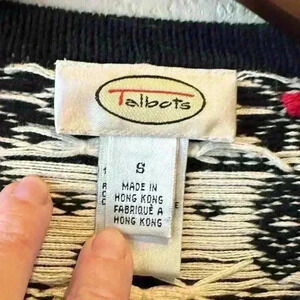 Talbots
S
MADE IN
HONG KONG
FABRIQUÉ À
HONG KONG